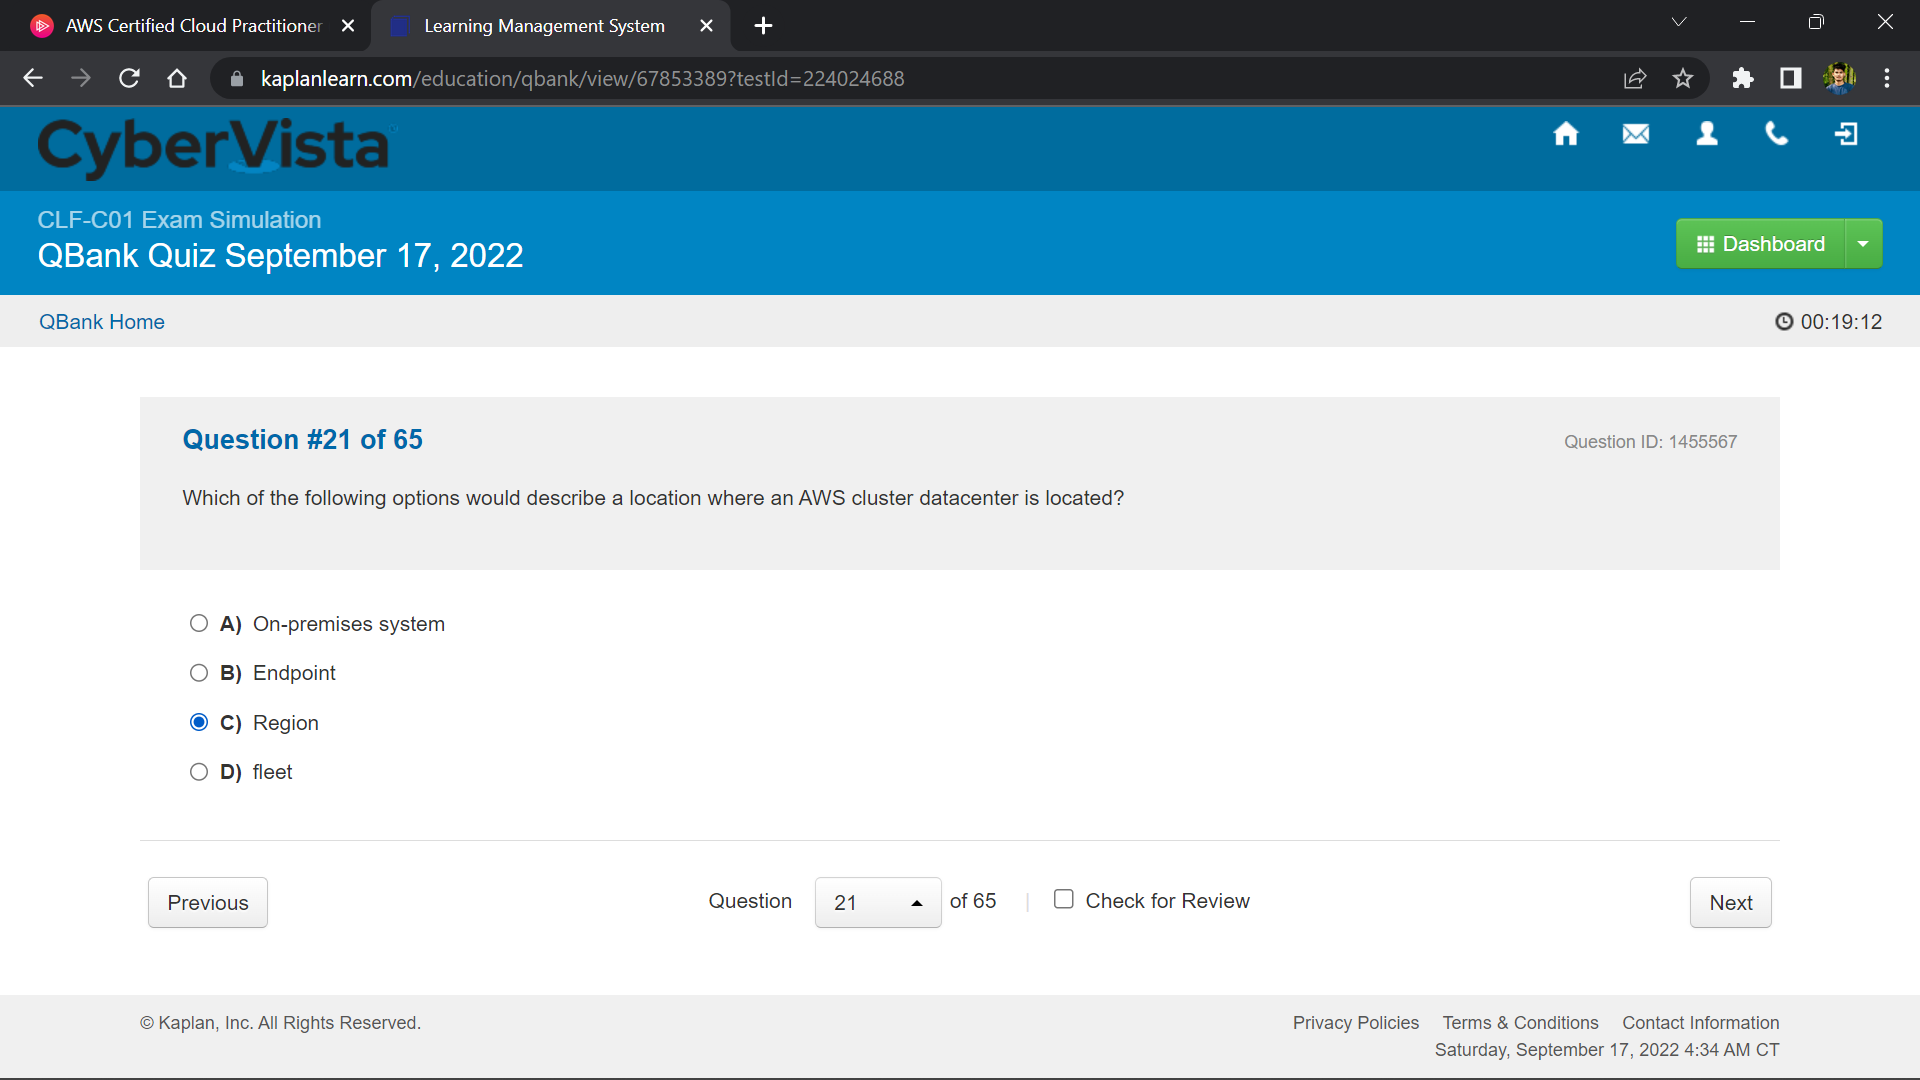 AWS Certified Cloud Practitioner
Learning Management System
kaplanlearn.com/education/qbank/view/67853389?testId=224024688
CyberVista
CLF-C01 Exam Simulation
QBank Quiz September 17, 2022
Dashboard
QBank Home
00:19:12
Question #21 of 65
Question ID: 1455567
Which of the following options would describe a location where an AWS cluster datacenter is located?
A) On-premises system
B) Endpoint
C) Region
D) fleet
Previous
Question 21 of 65 | Check for Review
Next
© Kaplan, Inc. All Rights Reserved.
Privacy Policies Terms & Conditions Contact Information
Saturday, September 17, 2022 4:34 AM CT